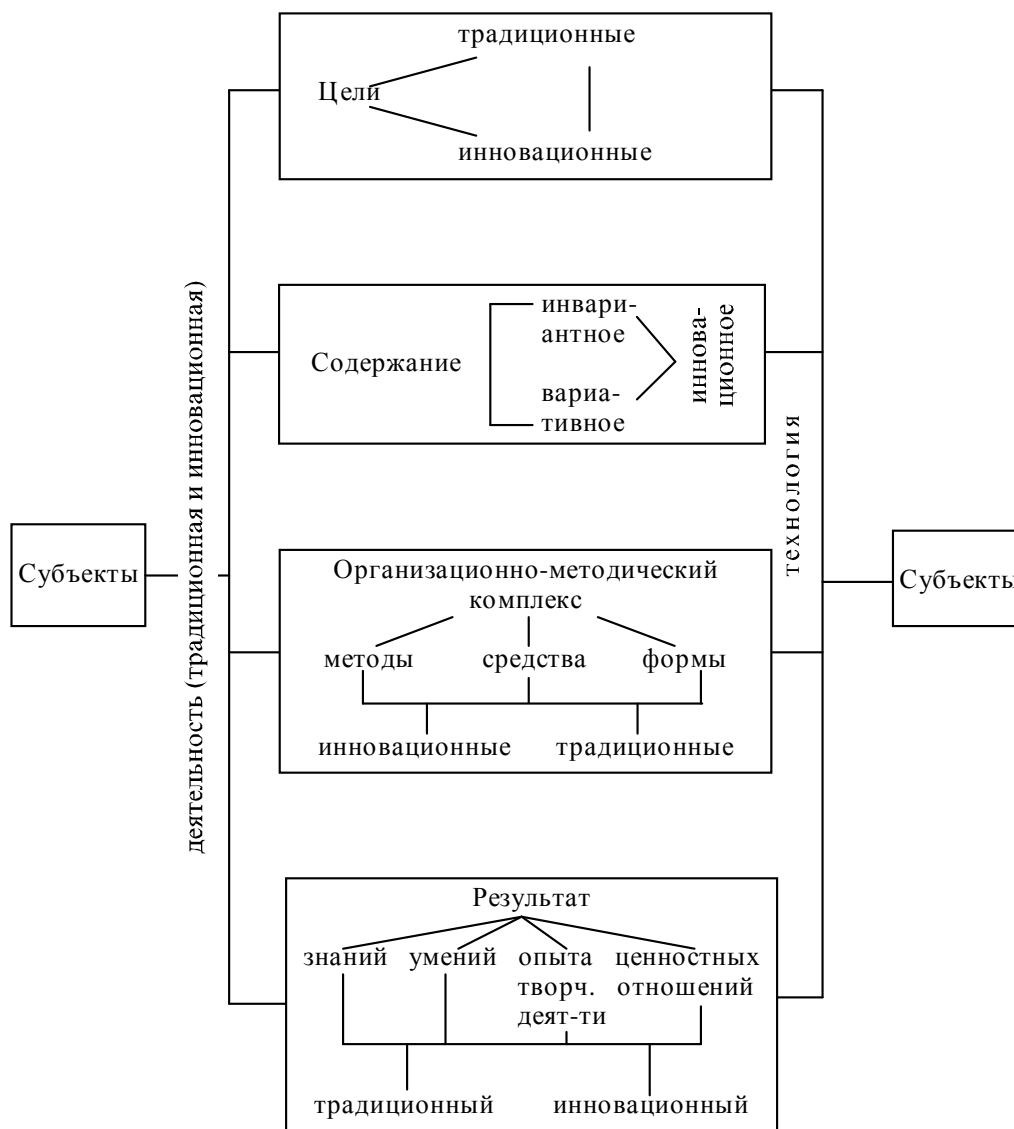 традиционные
Цели
инновационные
деятельность (традиционная и инновационная)
инвари-
антное
Содержание
вариа-
тивное
иннова-
ционное
технология
Субъекты
Субъекты
Организационно-методический
комплекс
методы средства формы
инновационные традиционные
Результат
знаний умений опыта ценностных
творч. отношений
деят-ти
традиционный инновационный